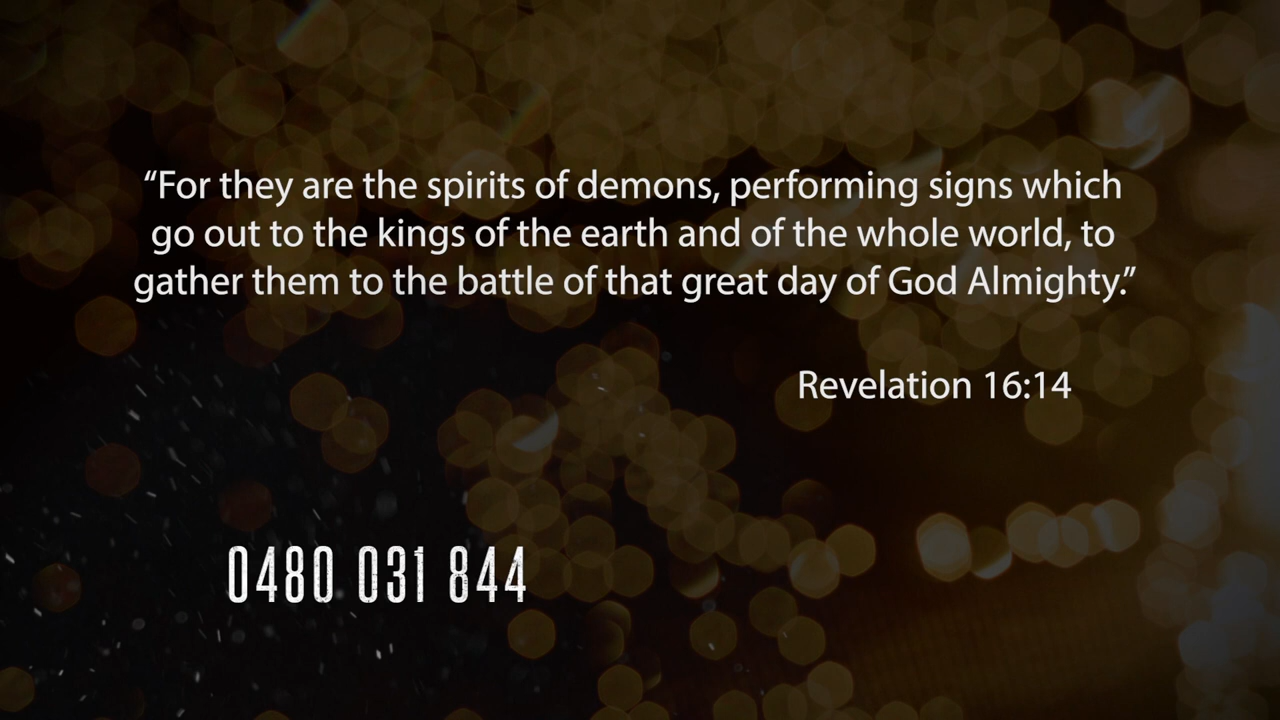 “For they are the spirits of demons, performing signs which
go out to the kings of the earth and of the whole world, to
gather them to the battle of that great day of God Almighty.”
Revelation 16:14
0480 031 844